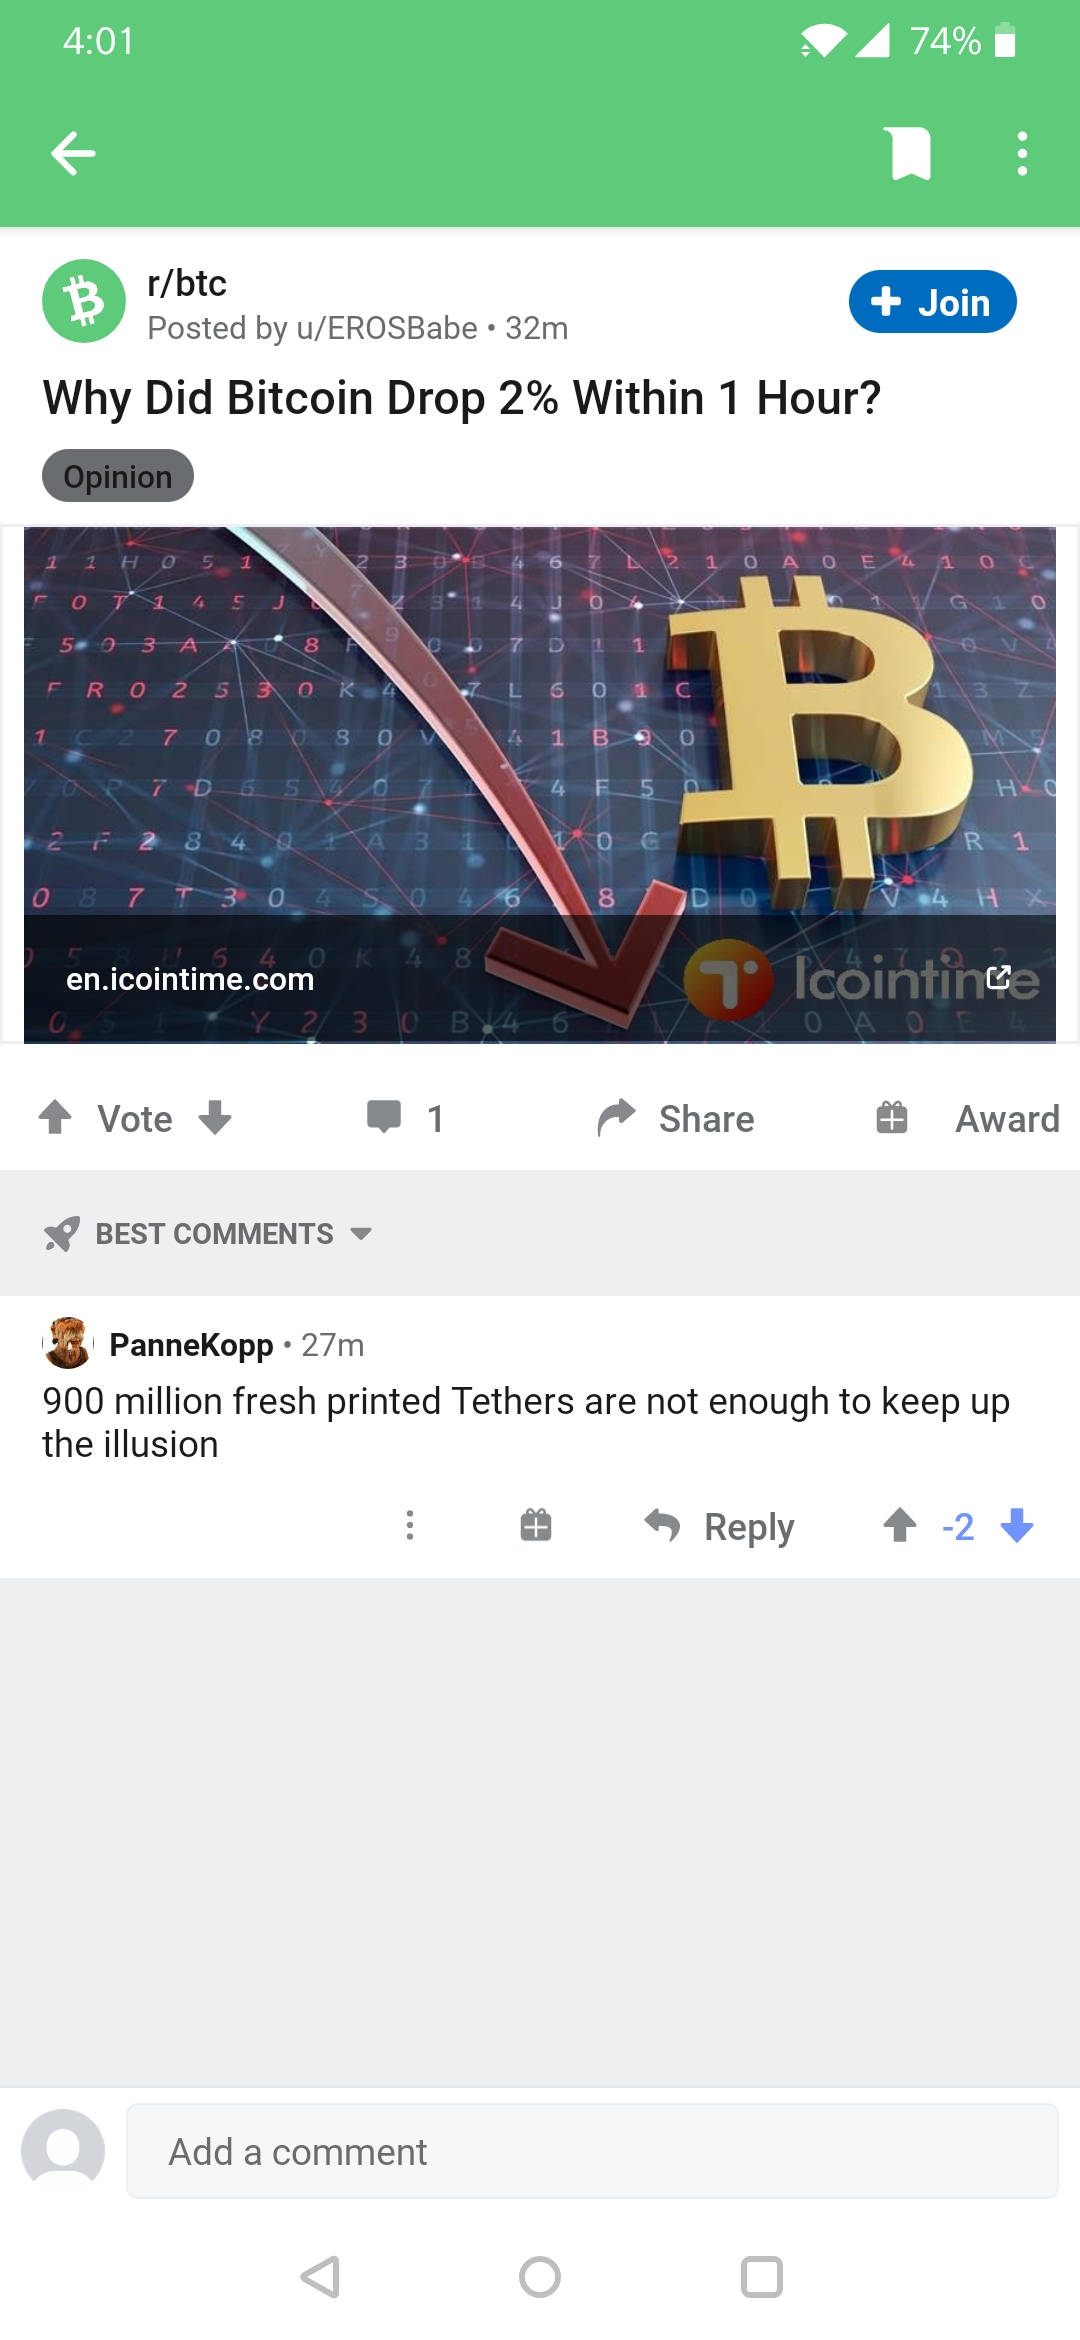 4:01
74%
r/btc
Join
Posted by u/EROSBabe • 32m
Why Did Bitcoin Drop 2% Within 1 Hour?
Opinion
en.icointime.com
Icointime
Vote
1
Share
Award
BEST COMMENTS
PanneKopp • 27m
900 million fresh printed Tethers are not enough to keep up
the illusion
Reply
-2
Add a comment